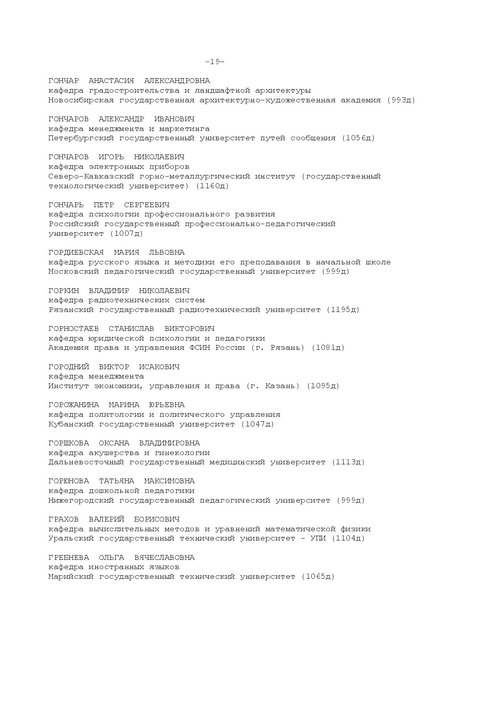 -19-
ГОНЧАР АНАСТАСИЯ АЛЕКСАНДРОВНА
кафедра градостроительства и ландшафтной архитектуры
Новосибирская государственная архитектурно-художественная академия (993д)
ГОНЧАРОВ АЛЕКСАНДР ИВАНОВИЧ
кафедра менеджмента и маркетинга
Петербургский государственный университет путей сообщения (1056д)
ГОНЧАРОВ ИГОРЬ НИКОЛАЕВИЧ
кафедра электронных приборов
Северо-Кавказский горно-металлургический институт (государственный
технологический университет) (1160д)
ГОНЧАРЬ ПЕТР СЕРГЕЕВИЧ
кафедра психологии профессионального развития
Российский государственный профессионально-педагогический
университет (1007д)
ГОРДИЕВСКАЯ МАРИЯ ЛЬВОВНА
кафедра русского языка и методики его преподавания в начальной школе
Московский педагогический государственный университет (999д)
ГОРКИН ВЛАДИМИР НИКОЛАЕВИЧ
кафедра радиотехнических систем
Рязанский государственный радиотехнический университет (1195д)
ГОРНОСТАЕВ СТАНИСЛАВ ВИКТОРОВИЧ
кафедра юридической психологии и педагогики
Академия права и управления ФСИН России (г. Рязань) (1081д)
ГОРОДНИЙ ВИКТОР ИСАКОВИЧ
кафедра менеджмента
Институт экономики, управления и права (г. Казань) (1095д)
ГОРОЖАНИНА МАРИНА ЮРЬЕВНА
кафедра политологии и политического управления
Кубанский государственный университет (1047д)
ГОРШКОВА ОКСАНА ВЛАДИМИРОВНА
кафедра акушерства и гинекологии
Дальневосточный государственный медицинский университет (1113д)
ГОРЮНОВА ТАТЬЯНА МАКСИМОВНА
кафедра дошкольной педагогики
Нижегородский государственный педагогический университет (999д)
ГРАХОВ ВАЛЕРИЙ БОРИСОВИЧ
кафедра вычислительных методов и уравнений математической физики
Уральский государственный технический университет - УПИ (1104д)
ГРЕБНЕВА ОЛЬГА ВЯЧЕСЛАВОВНА
кафедра иностранных языков
Марийский государственный технический университет (1065д)